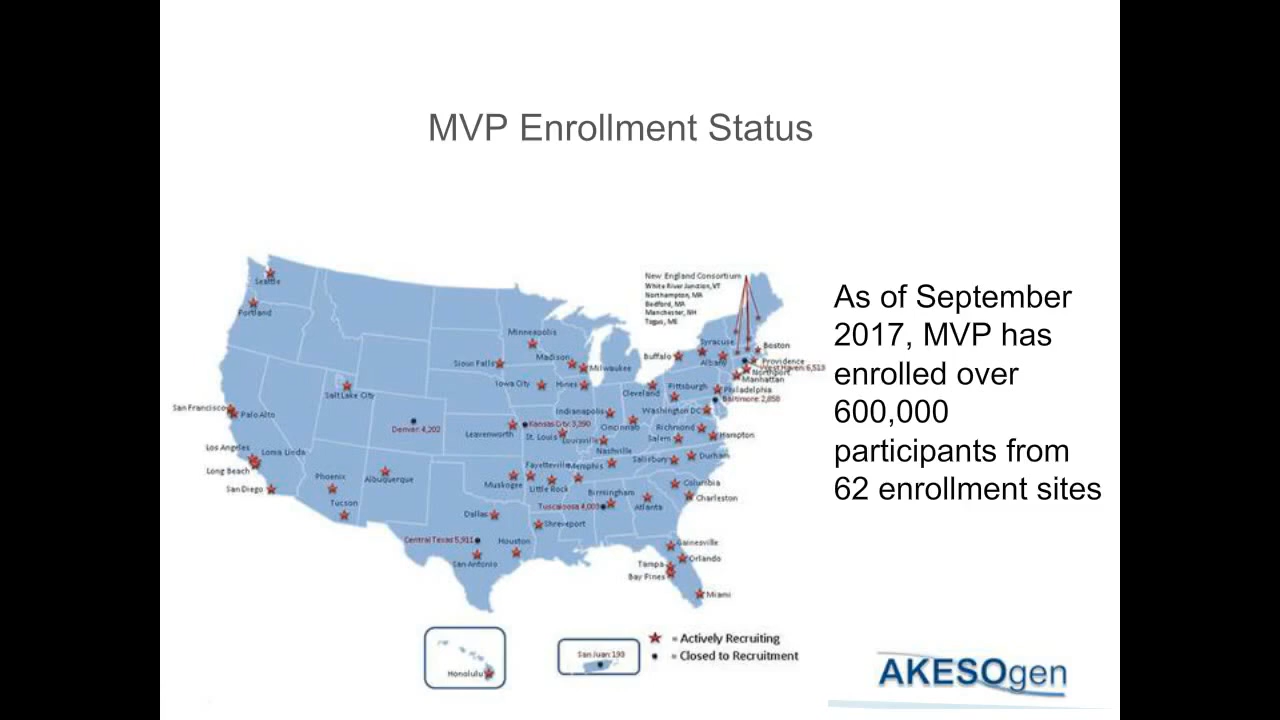 MVP Enrollment Status
New England Consortium
White River Junction, VT
Northampton, MA
Bedford, MA
Manchester, NH
Togus, ME
Seattle
Portland
Minneapolis
Madison
Milwaukee
Sioux Falls
Iowa City
Hines
Buffalo
Syracuse
Albany
Boston
Providence
West Haven: 6,513
Northport
Manhattan
Philadelphia
Baltimore: 2,858
Cleveland
Pittsburgh
Washington DC
Salt Lake City
San Francisco
Palo Alto
Denver: 4,202
Leavenworth
Kansas City: 3,390
St. Louis
Indianapolis
Cincinnati
Louisville
Richmond
Salem
Hampton
Los Angeles
Loma Linda
Long Beach
San Diego
Phoenix
Tucson
Albuquerque
Nashville
Fayetteville
Memphis
Muskogee
Little Rock
Salisbury
Durham
Columbia
Charleston
Birmingham
Tuscaloosa 4,003
Atlanta
Dallas
Shreveport
Central Texas 5,911
Houston
San Antonio
Gainesville
Orlando
Tampa
Bay Pines
Miami
Honolulu
San Juan: 193
= Actively Recruiting
= Closed to Recruitment
As of September
2017, MVP has
enrolled over
600,000
participants from
62 enrollment sites
AKESOgen